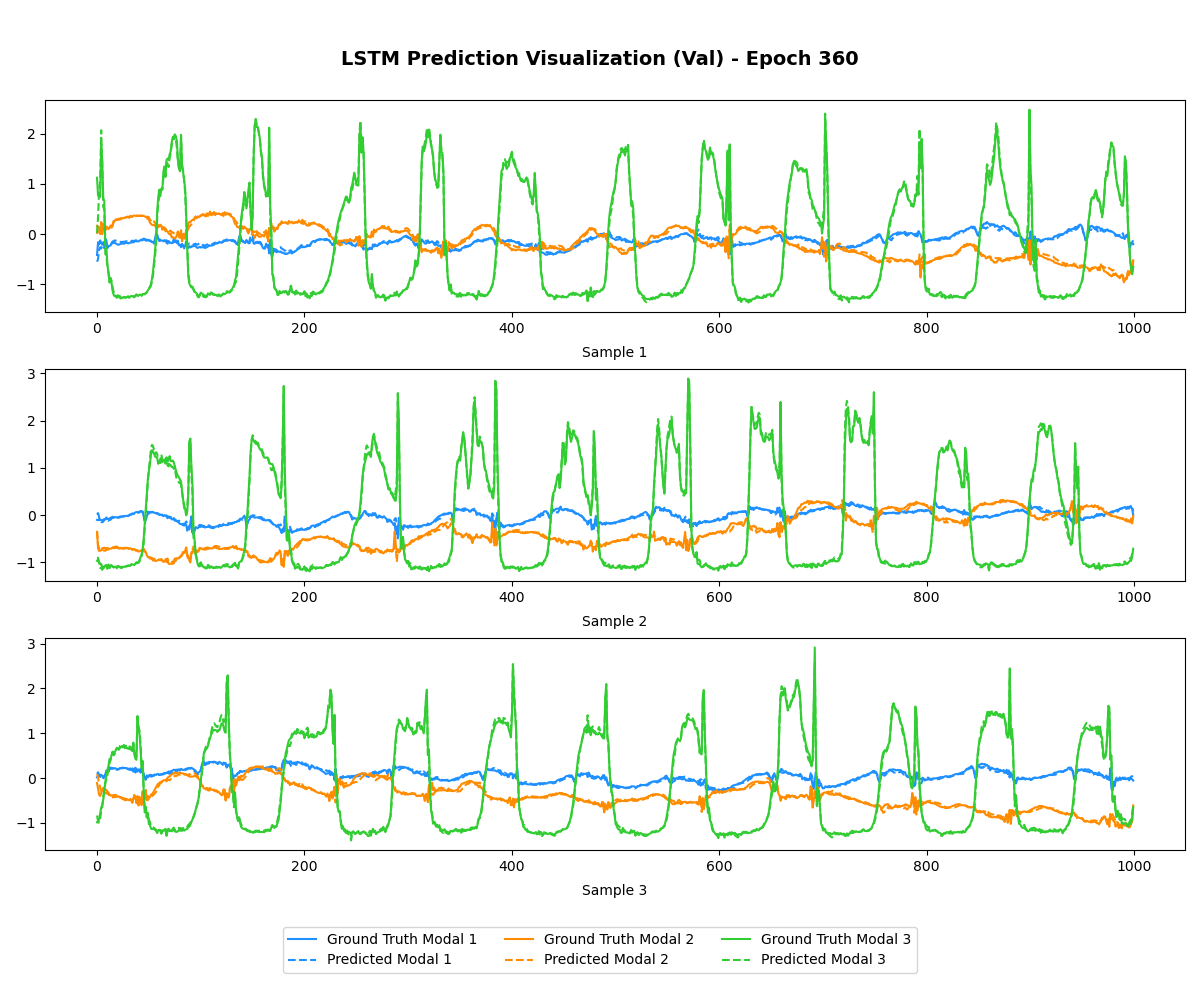 LSTM Prediction Visualization (Val) - Epoch 360
2
1
0
−1
0 200 400 600 800 1000
Sample 1
3
2
1
0
−1
0 200 400 600 800 1000
Sample 2
3
2
1
0
−1
0 200 400 600 800 1000
Sample 3
Ground Truth Modal 1 Ground Truth Modal 2 Ground Truth Modal 3
Predicted Modal 1 Predicted Modal 2 Predicted Modal 3